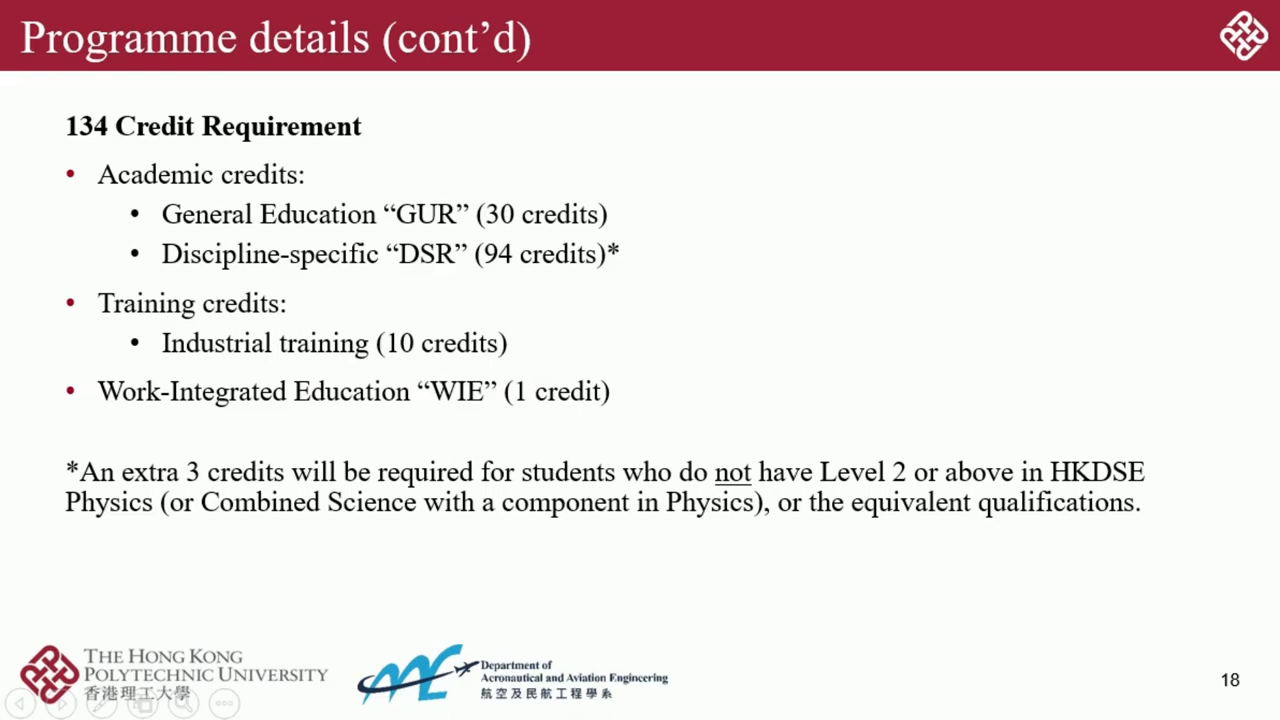 Programme details (cont’d)
134 Credit Requirement
• Academic credits:
• General Education “GUR” (30 credits)
• Discipline-specific “DSR” (94 credits)*
• Training credits:
• Industrial training (10 credits)
• Work-Integrated Education “WIE” (1 credit)
*An extra 3 credits will be required for students who do not have Level 2 or above in HKDSE
Physics (or Combined Science with a component in Physics), or the equivalent qualifications.
THE HONG KONG
POLYTECHNIC UNIVERSITY
香港理工大學
Department of
Aeronautical and Aviation Engineering
航空及民航工程學系
18